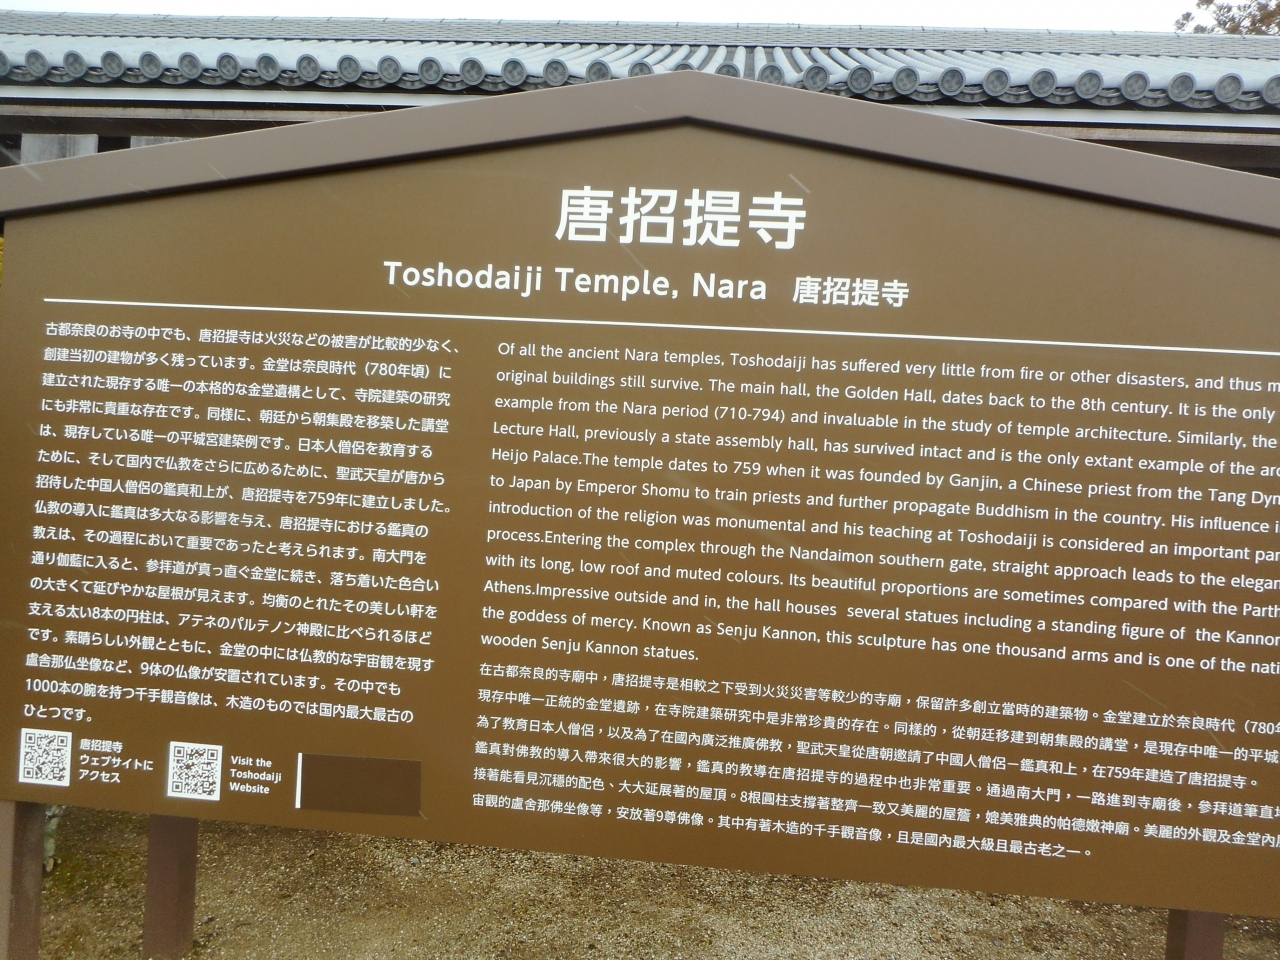 唐招提寺
Toshodaiji Temple, Nara 唐招提寺
古都奈良のお寺の中でも、唐招提寺は火災などの被害が比較的少なく、
創建当初の建物が多く残っています。金堂は奈良時代（780年頃）に
建立された現存する唯一の本格的な金堂遺構として、寺院建築の研究
にも非常に貴重な存在です。同様に、朝廷から朝集殿を移築した講堂
は、現存している唯一の平城宮建築例です。日本人僧侶を教育する
ために、そして国内で仏教をさらに広めるために、聖武天皇が唐から
招待した中国人僧侶の鑑真和上が、唐招提寺を759年に建立しました。
仏教の導入に鑑真は多大なる影響を与え、唐招提寺における鑑真の
教えは、その過程において重要であったと考えられます。南大門を
通り伽藍に入ると、参拝道が真っ直ぐ金堂に続き、落ち着いた色合い
の大きくて延びやかな屋根が見えます。均衡のとれたその美しい軒を
支える太い8本の円柱は、アテネのパルテノン神殿に比べられるほど
です。素晴らしい外観とともに、金堂の中には仏教的な宇宙観を現す
盧舎那仏坐像など、9体の仏像が安置されています。その中でも
1000本の腕を持つ千手観音像は、木造のものでは国内最大最古の
ひとつです。
唐招提寺
ウェブサイトに
アクセス
Visit the
Toshodaiji
Website
Of all the ancient Nara temples, Toshodaiji has suffered very little from fire or other disasters, and thus m
original buildings still survive. The main hall, the Golden Hall, dates back to the 8th century. It is the only
example from the Nara period (710-794) and invaluable in the study of temple architecture. Similarly, the
Lecture Hall, previously a state assembly hall, has survived intact and is the only extant example of the arc
Heijo Palace.The temple dates to 759 when it was founded by Ganjin, a Chinese priest from the Tang Dyn
to Japan by Emperor Shomu to train priests and further propagate Buddhism in the country. His influence i
introduction of the religion was monumental and his teaching at Toshodaiji is considered an important par
process.Entering the complex through the Nandaimon southern gate, straight approach leads to the elegan
with its long, low roof and muted colours. Its beautiful proportions are sometimes compared with the Parth
Athens.Impressive outside and in, the hall houses several statues including a standing figure of the Kannon
the goddess of mercy. Known as Senju Kannon, this sculpture has one thousand arms and is one of the nati
wooden Senju Kannon statues.
在古都奈良的寺廟中，唐招提寺是相較之下受到火災災害等較少的寺廟，保留許多創立當時的建築物。金堂建立於奈良時代（780年
現存中唯一正統的金堂遺跡，在寺院建築研究中是非常珍貴的存在。同樣的，從朝廷移建到朝集殿的講堂，是現存中唯一的平城
為了教育日本人僧侶，以及為了在國內廣泛推廣佛教，聖武天皇從唐朝邀請了中國人僧侶－鑑真和上，在759年建造了唐招提寺。
鑑真對佛教的導入帶來很大的影響，鑑真的教導在唐招提寺的過程中也非常重要。通過南大門，一路進到寺廟後，參拜道筆直
接著能看見沉穩的配色、大大延展著的屋頂。8根圓柱支撐著整齊一致又美麗的屋簷，媲美雅典的帕德嫩神廟。美麗的外觀及金堂內
宙觀的盧舍那佛坐像等，安放著9尊佛像。其中有著木造的千手觀音像，且是國內最大級且最古老之一。